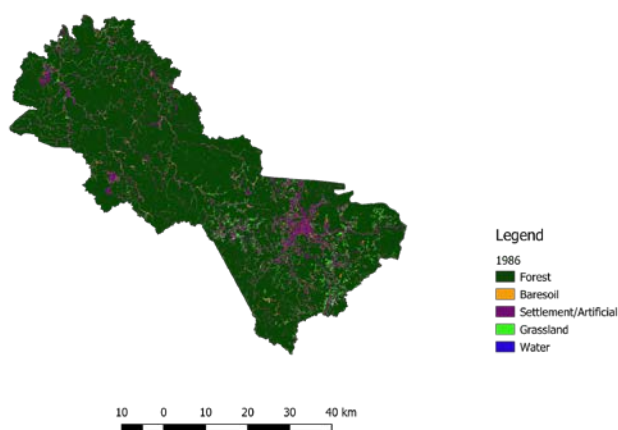 Legend
1986
Forest
Baresoil
Settlement/Artificial
Grassland
Water
10 0 10 20 30 40 km